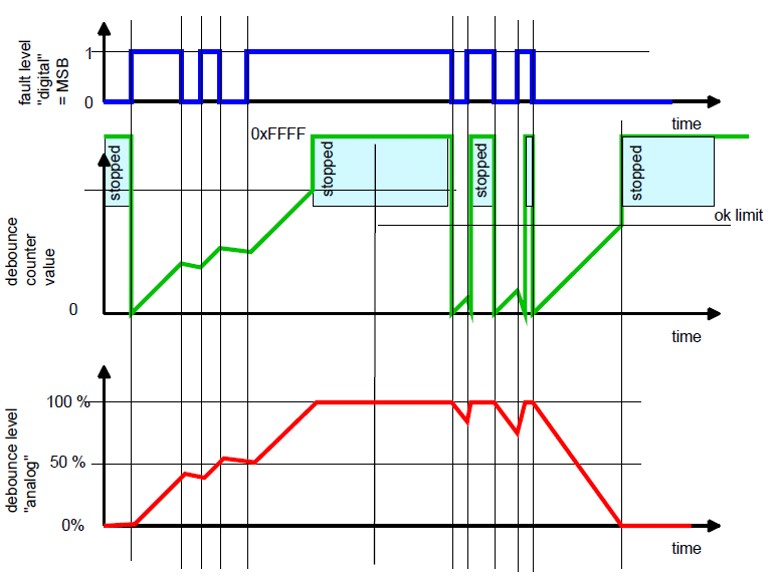 fault level
"digital"
= MSB
1
0
time
0xFFFF
stopped
stopped
stopped
stopped
ok limit
debounce
counter
value
0
time
debounce level
"analog"
100 %
50 %
0%
time